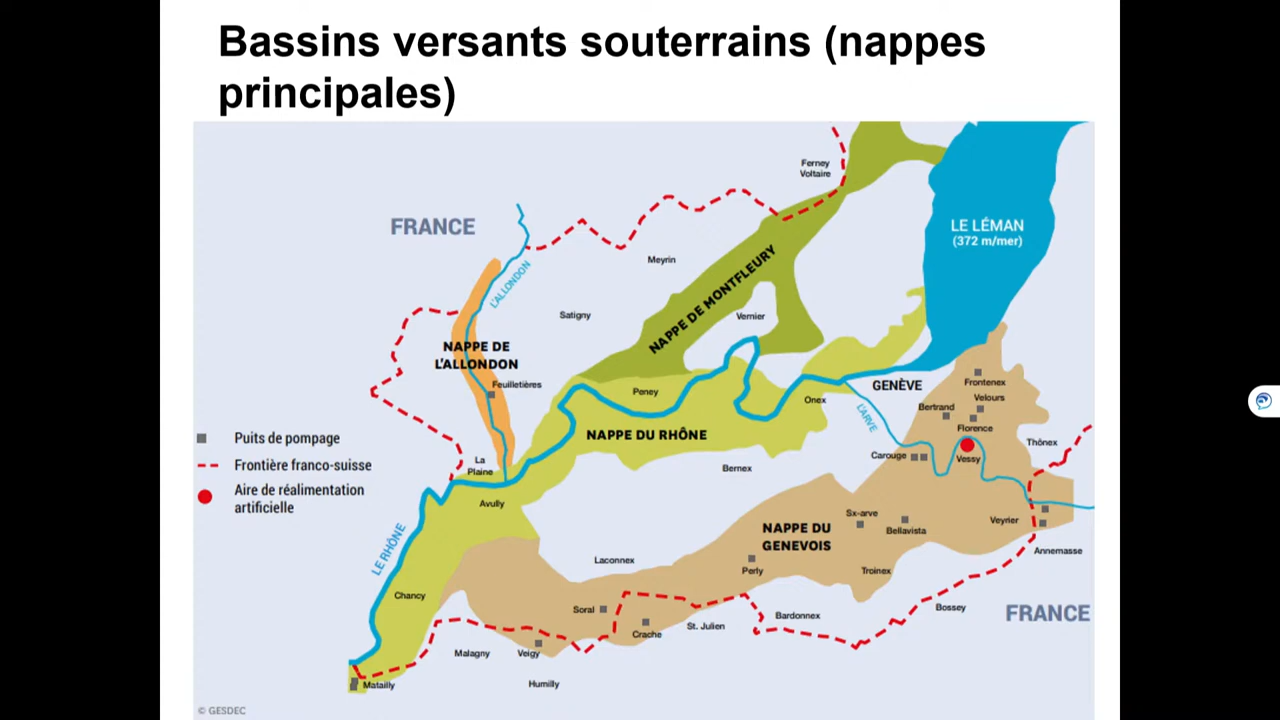 Bassins versants souterrains (nappes
principales)
Ferney
Voltaire
FRANCE
LE LÉMAN
(372 m/mer)
L'ALLONDON
Meyrin
NAPPE DE MONTFLEURY
Satigny
Vernier
NAPPE DE
L'ALLONDON
Feuilletières
Peney
GENÈVE
Frontenex
Onex
Velours
Bertrand
L'ARVE
Florence
NAPPE DU RHÔNE
Thônex
Puits de pompage
Frontière franco-suisse
Aire de réalimentation
artificielle
La
Plaine
Bernex
Carouge
Vessy
Avully
LE RHÔNE
NAPPE DU
GENEVOIS
Sx-arve
Bellavista
Veyrier
Annemasse
Laconnex
Perly
Troinex
Chancy
Soral
Bossey
FRANCE
Bardonnex
St. Julien
Crache
Malagny
Veigy
Matailly
Humilly
© GESDEC